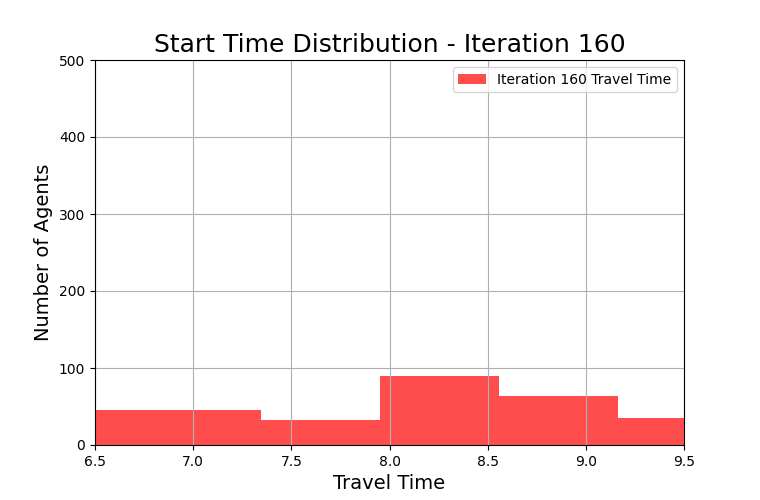 Start Time Distribution - Iteration 160
500
400
300
200
100
0
Number of Agents
Iteration 160 Travel Time
6.5 7.0 7.5 8.0 8.5 9.0 9.5
Travel Time